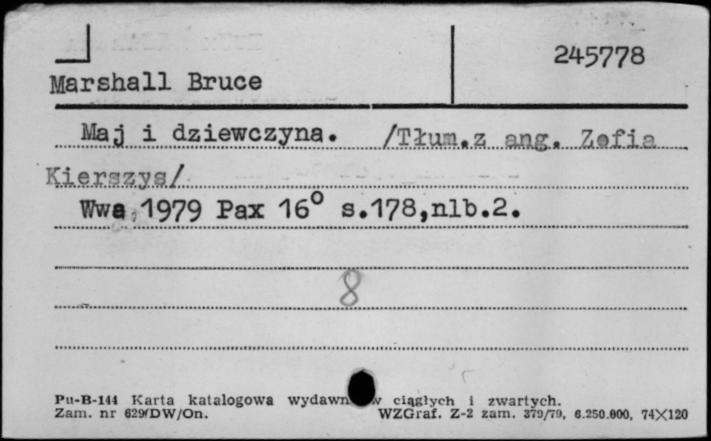 245778
Marshall Bruce
Maj i dziewczyna. /Tłum.z ang. Zofia
Kierszys/
Wwa 1979 Pax 16° s.178,nlb.2.
8
Pu-B-144 Karta katalogowa ciągłych i zwartych.
Zam. nr 629/DW/On. WZGraf. Z-2 zam. 379/79, 6.250.000, 74X120